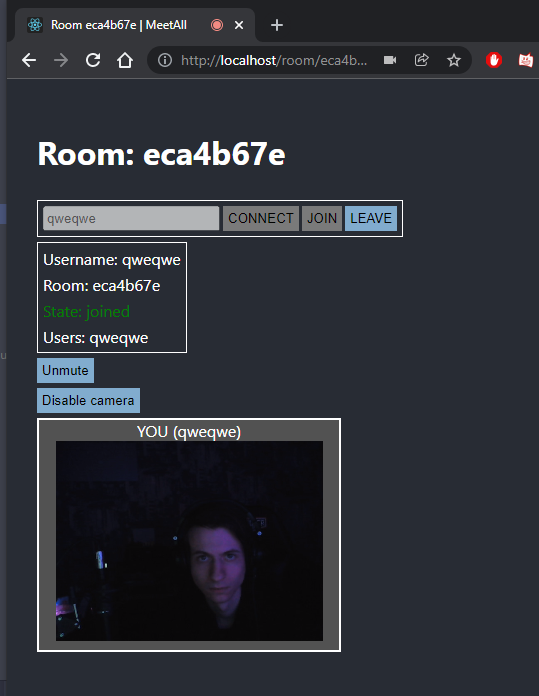 Room eca4b67e | MeetAll
http://localhost/room/eca4b...
Room: eca4b67e
qweqwe CONNECT JOIN LEAVE
Username: qweqwe
Room: eca4b67e
State: joined
Users: qweqwe
Unmute
Disable camera
YOU (qweqwe)